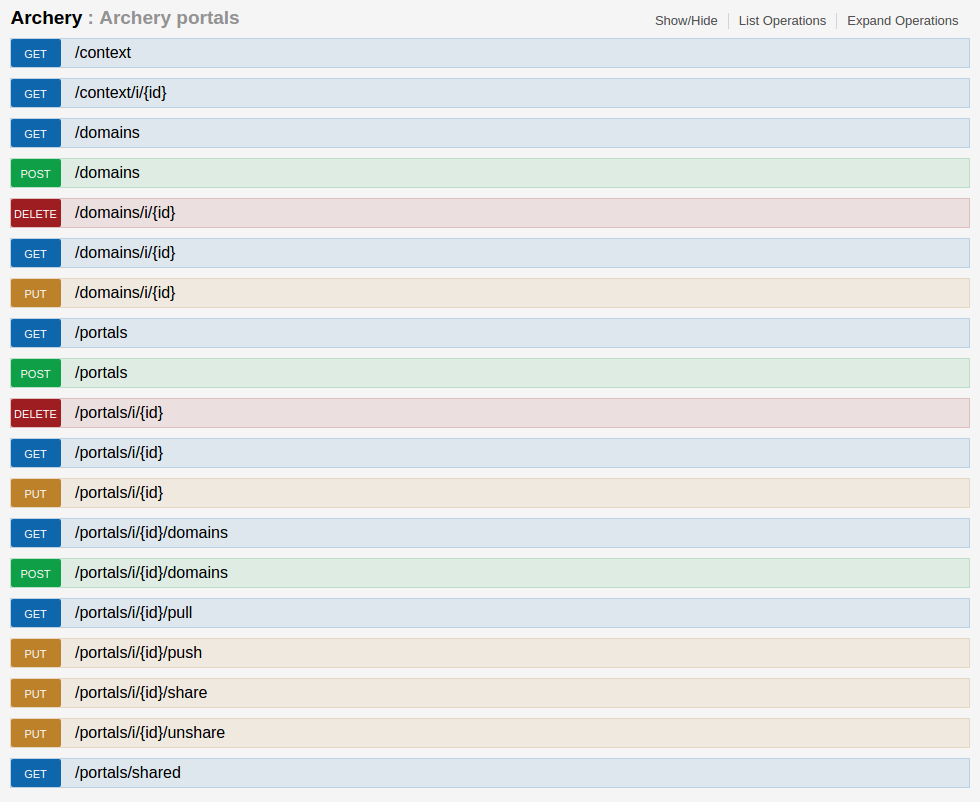 Archery : Archery portals
Show/Hide List Operations Expand Operations
GET /context
GET /context/i/{id}
GET /domains
POST /domains
DELETE /domains/i/{id}
GET /domains/i/{id}
PUT /domains/i/{id}
GET /portals
POST /portals
DELETE /portals/i/{id}
GET /portals/i/{id}
PUT /portals/i/{id}
GET /portals/i/{id}/domains
POST /portals/i/{id}/domains
GET /portals/i/{id}/pull
PUT /portals/i/{id}/push
PUT /portals/i/{id}/share
PUT /portals/i/{id}/unshare
GET /portals/shared